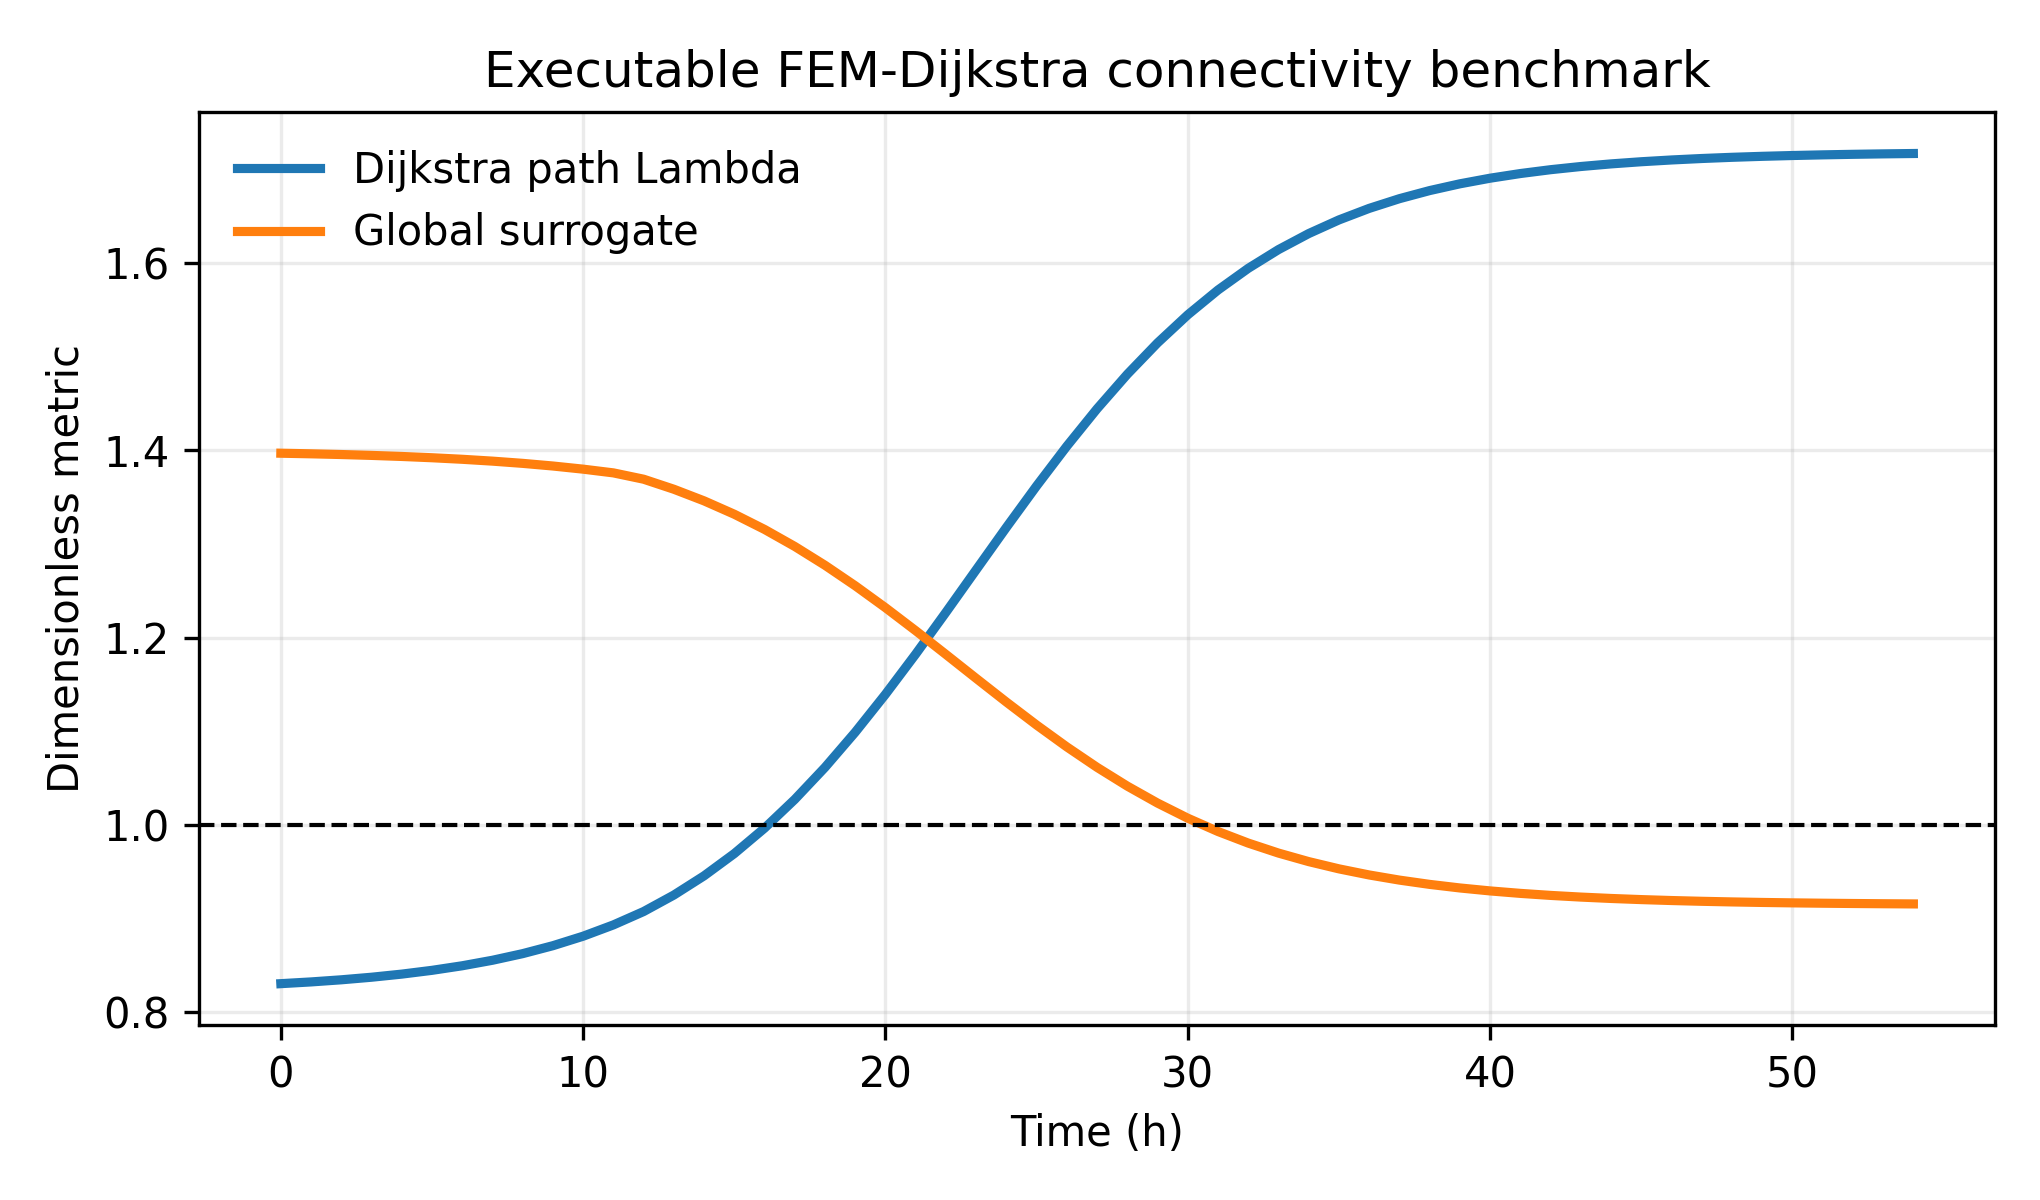 Executable FEM-Dijkstra connectivity benchmark
Dijkstra path Lambda
Global surrogate
Dimensionless metric
1.6
1.4
1.2
1.0
0.8
0 10 20 30 40 50
Time (h)